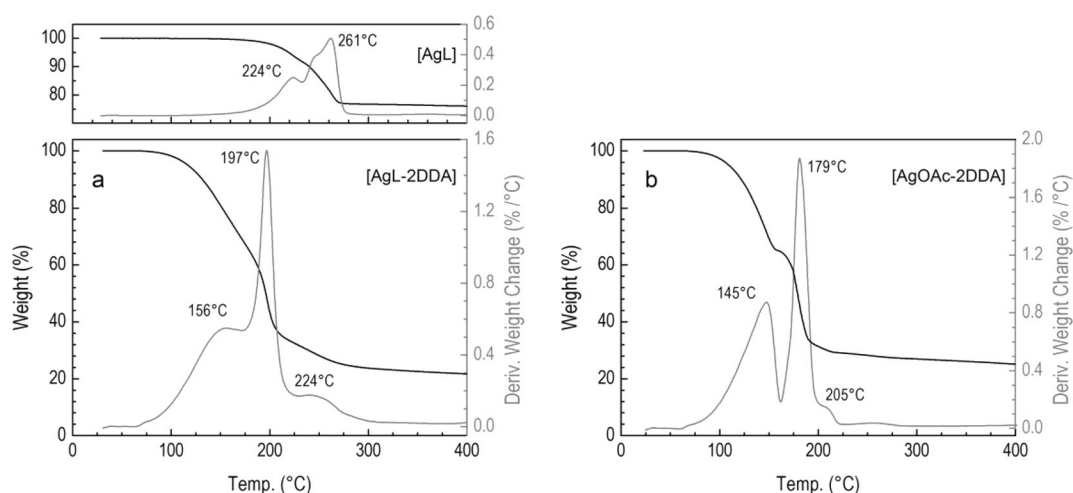 100
90
80
[AgL]
261°C
224°C
0.6
0.4
0.2
0.0
Weight (%)
100
80
60
40
20
0
a
197°C
[AgL-2DDA]
156°C
224°C
1.6
1.2
0.8
0.4
0.0
Deriv. Weight Change (% /°C)
0 100 200 300 400
Temp. (°C)
Weight (%)
100
80
60
40
20
0
b
179°C
[AgOAc-2DDA]
145°C
205°C
2.0
1.6
1.2
0.8
0.4
0.0
Deriv. Weight Change (% /°C)
0 100 200 300 400
Temp. (°C)